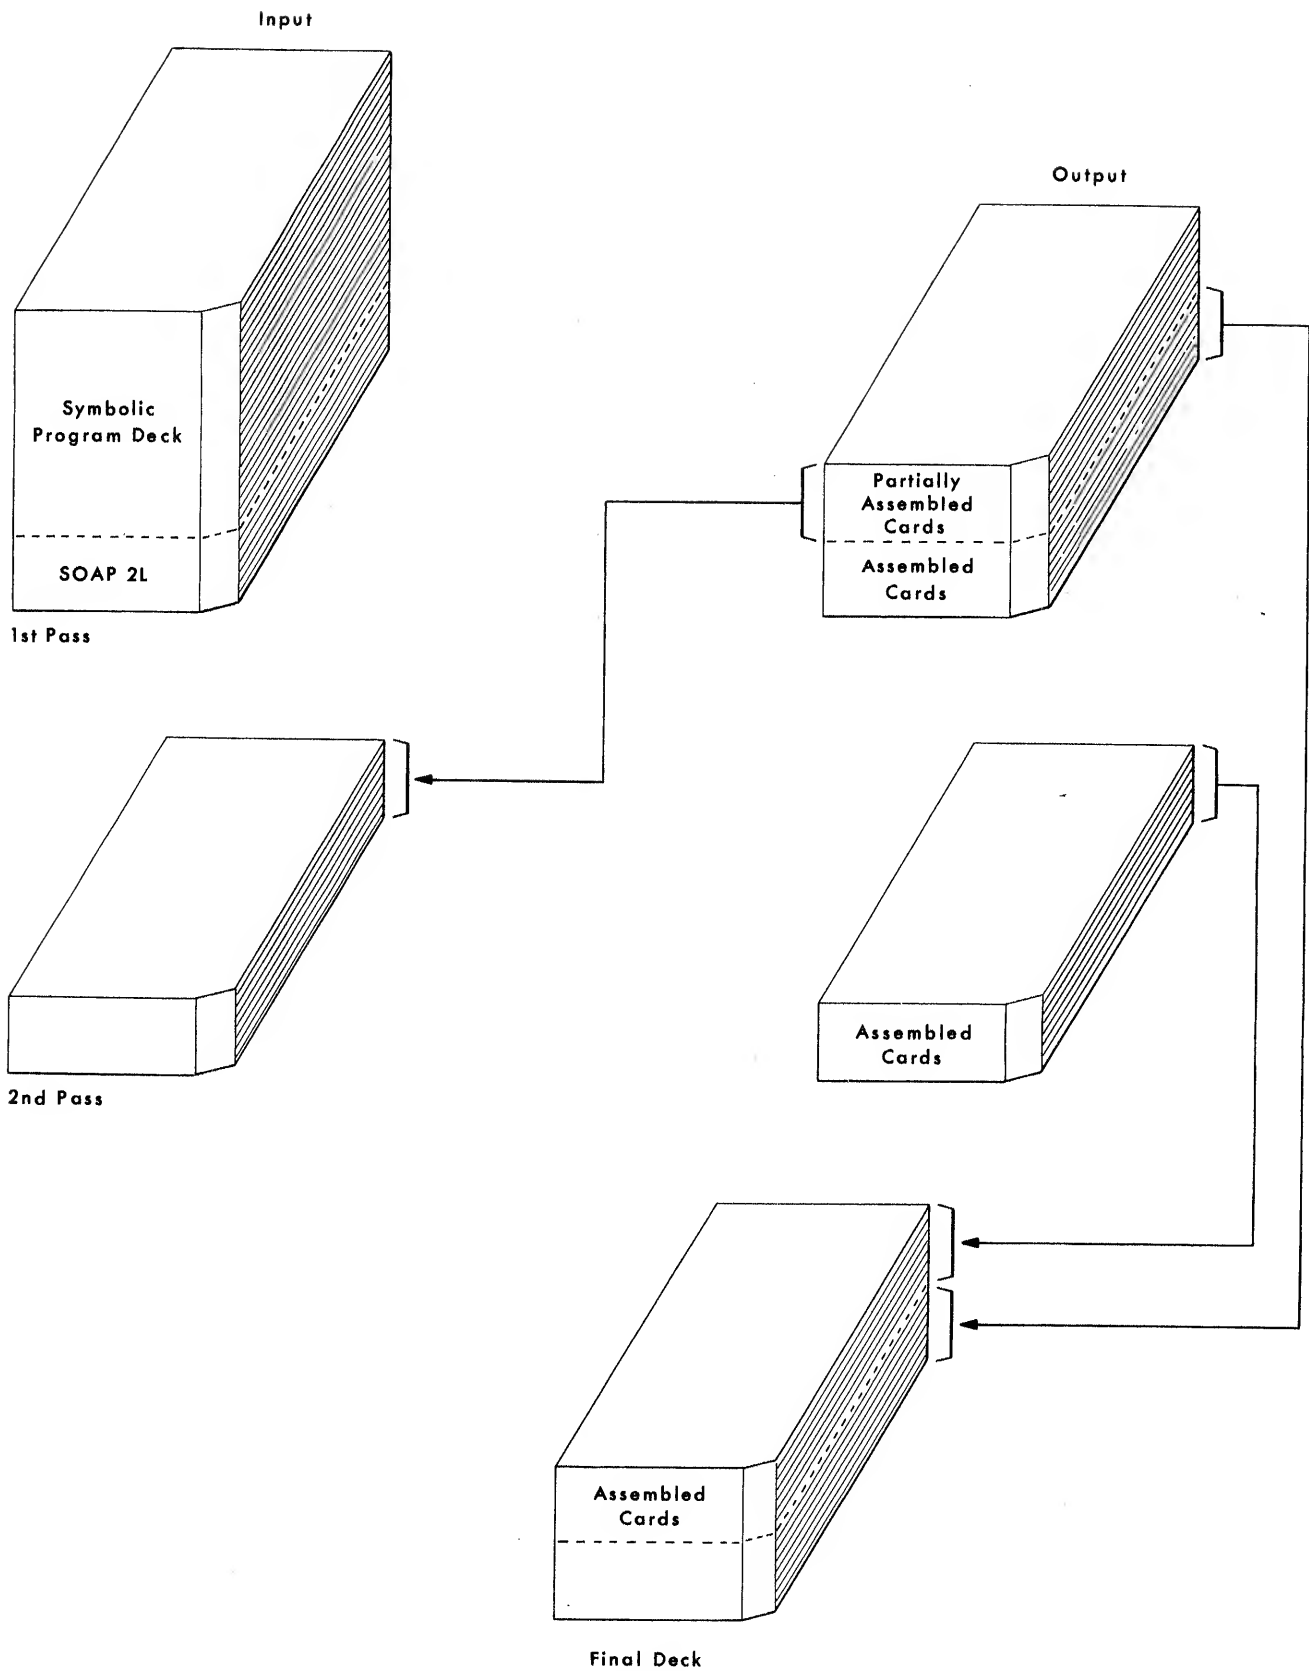 Input
Output
Symbolic
Program Deck
SOAP 2L
1st Pass
Partially
Assembled
Cards
Assembled
Cards
2nd Pass
Assembled
Cards
Assembled
Cards
Final Deck